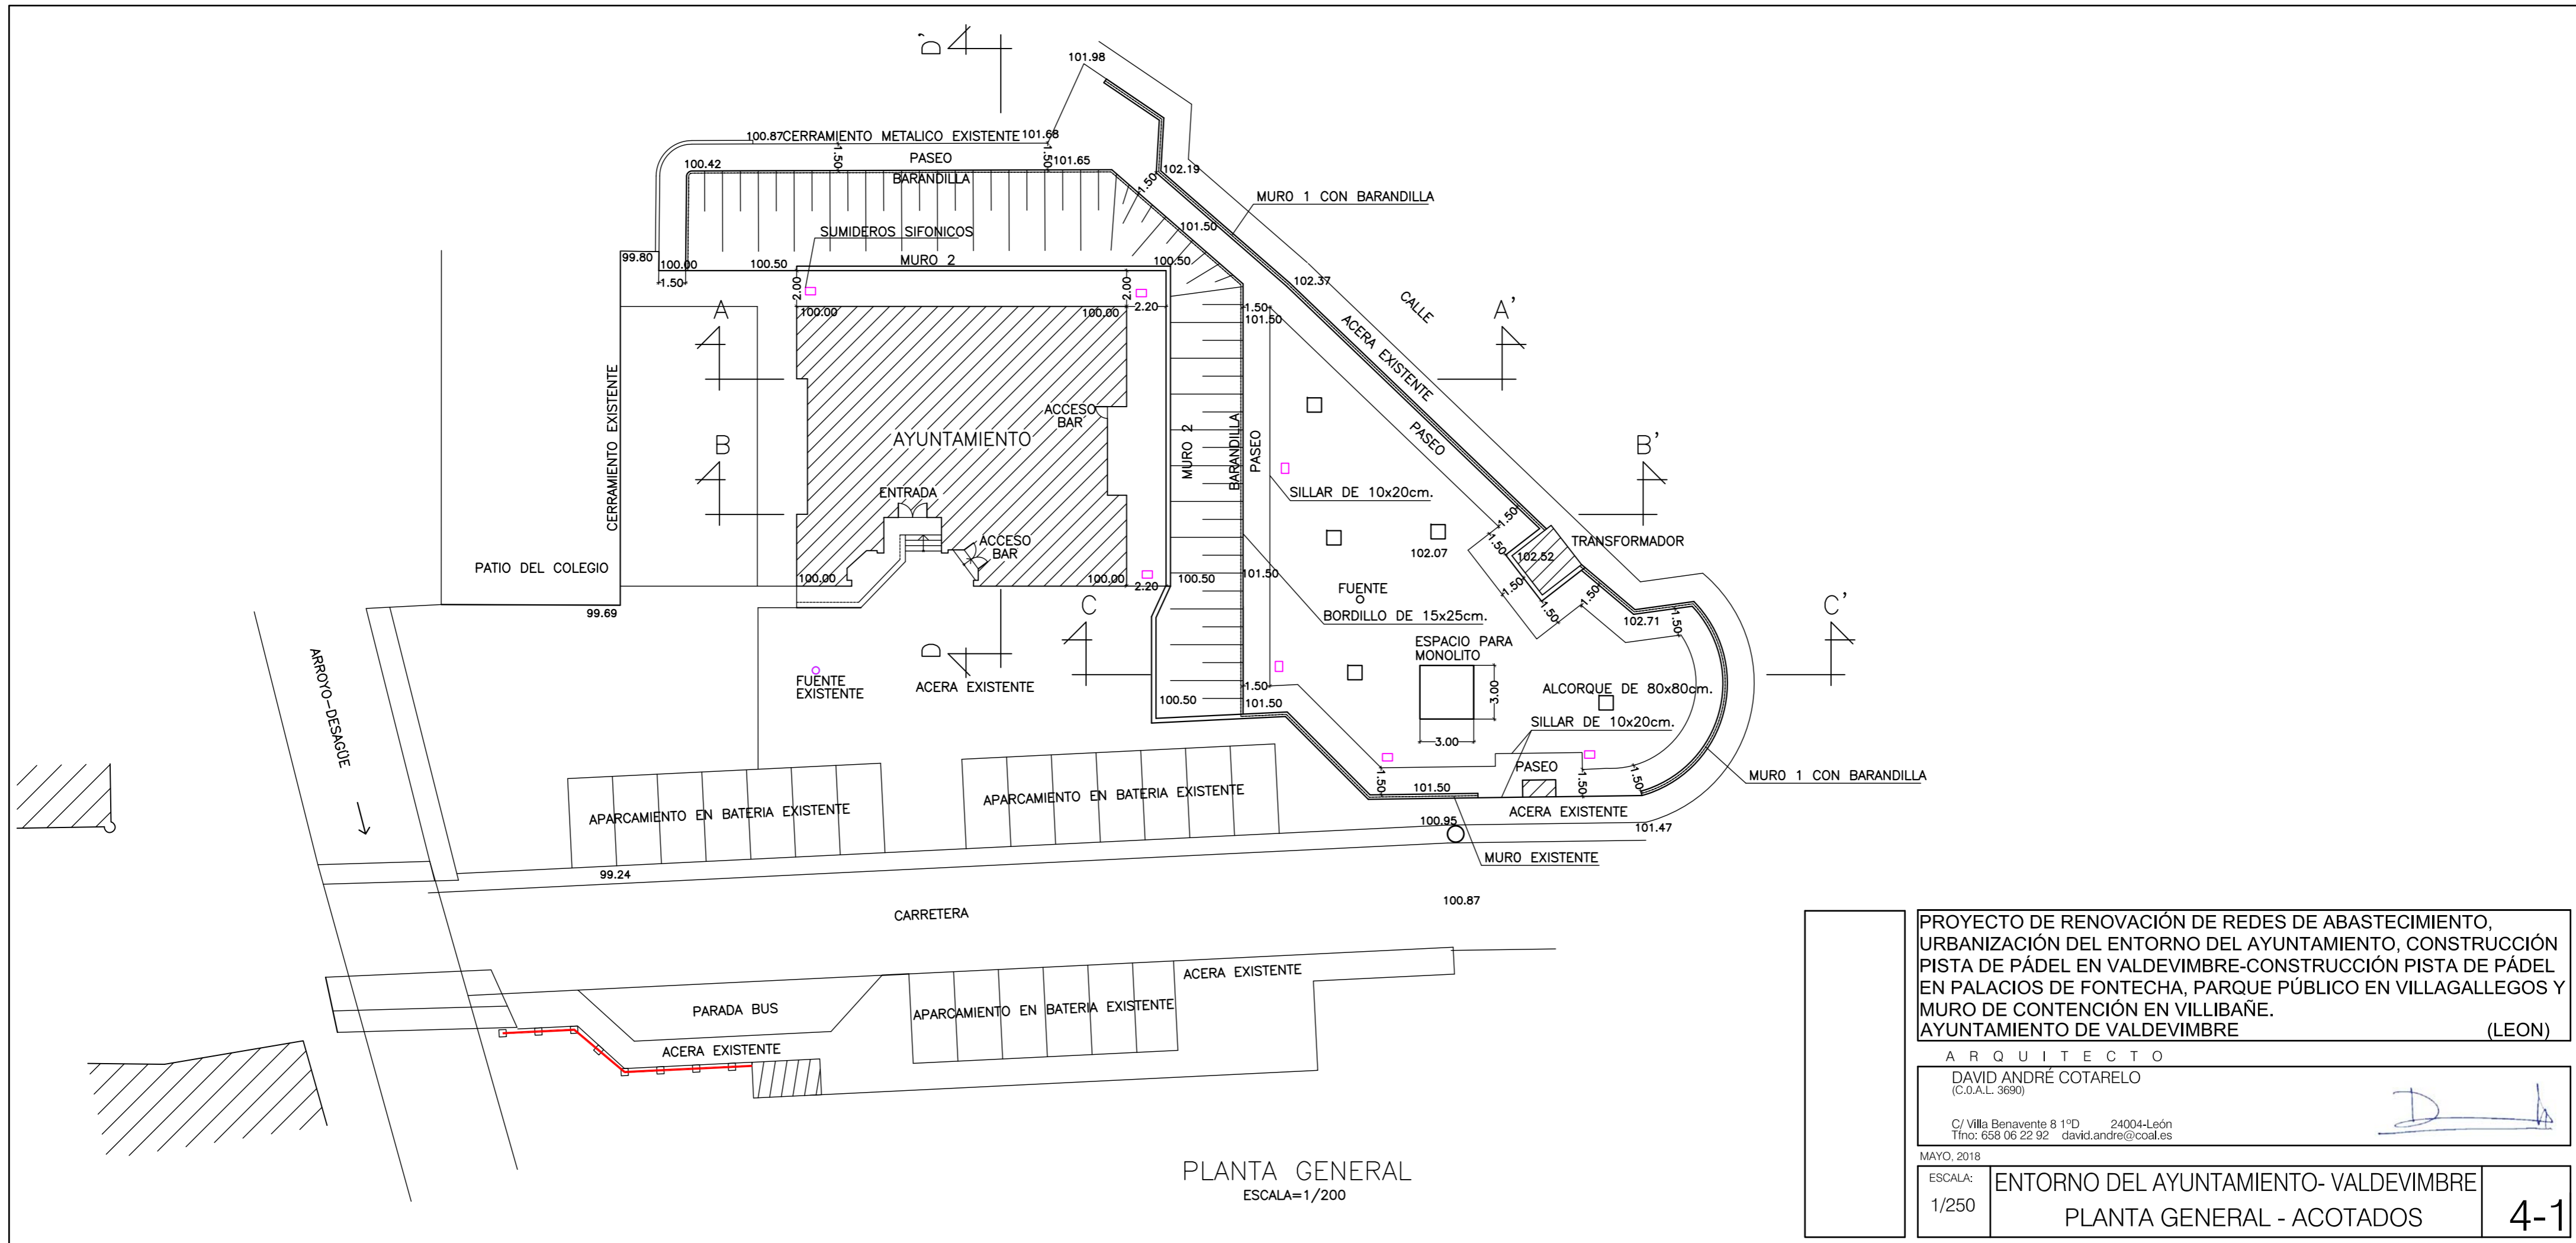 D'
101.98
100.87
CERRAMIENTO METALICO EXISTENTE
101.68
1.50
1.50
100.42
PASEO
101.65
BARANDILLA
102.19
1.50
MURO 1 CON BARANDILLA
101.50
SUMIDEROS SIFONICOS
99.80
100.00
100.50
MURO 2
100.50
1.50
2.00
2.00
102.37
CALLE
100.00
100.00
2.20
1.50
101.50
A
A'
ACERA EXISTENTE
CERRAMIENTO EXISTENTE
ACCESO
BAR
AYUNTAMIENTO
B
B'
MURO 2
BARANDILLA
PASEO
PASEO
ENTRADA
SILLAR DE 10x20cm.
1.50
ACCESO
BAR
102.07
1.50
102.52
TRANSFORMADOR
PATIO DEL COLEGIO
100.00
100.00
2.20
100.50
101.50
FUENTE
1.50
1.50
1.50
99.69
C
C'
BORDILLO DE 15x25cm.
102.71
1.50
ARROYO-DESAGÜE
D
ESPACIO PARA
MONOLITO
FUENTE
EXISTENTE
ACERA EXISTENTE
1.50
100.50
101.50
3.00
3.00
ALCORQUE DE 80x80cm.
SILLAR DE 10x20cm.
PASEO
1.50
1.50
1.50
MURO 1 CON BARANDILLA
101.50
APARCAMIENTO EN BATERIA EXISTENTE
APARCAMIENTO EN BATERIA EXISTENTE
ACERA EXISTENTE
100.95
101.47
MURO EXISTENTE
99.24
CARRETERA
100.87
PARADA BUS
ACERA EXISTENTE
APARCAMIENTO EN BATERIA EXISTENTE
ACERA EXISTENTE
PLANTA GENERAL
ESCALA=1/200
PROYECTO DE RENOVACIÓN DE REDES DE ABASTECIMIENTO,
URBANIZACIÓN DEL ENTORNO DEL AYUNTAMIENTO, CONSTRUCCIÓN
PISTA DE PÁDEL EN VALDEVIMBRE-CONSTRUCCIÓN PISTA DE PÁDEL
EN PALACIOS DE FONTECHA, PARQUE PÚBLICO EN VILLAGALLEGOS Y
MURO DE CONTENCIÓN EN VILLIBAÑE.
AYUNTAMIENTO DE VALDEVIMBRE (LEON)
A R Q U I T E C T O
DAVID ANDRÉ COTARELO
(C.O.A.L. 3690)
C/ Villa Benavente 8 1ºD 24004-León
Tfno: 658 06 22 92 david.andre@coal.es
MAYO, 2018
ESCALA:
1/250
ENTORNO DEL AYUNTAMIENTO- VALDEVIMBRE
PLANTA GENERAL - ACOTADOS
4-1